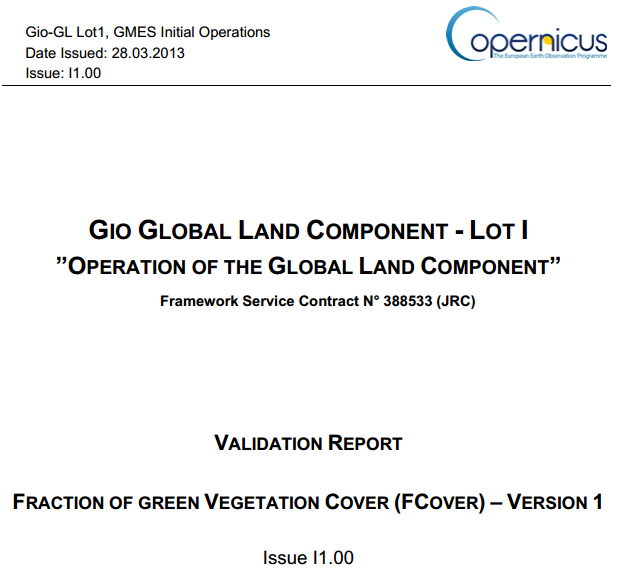 Gio-GL Lot1, GMES Initial Operations
Date Issued: 28.03.2013
Issue: I1.00
Copernicus
The European Earth Observation Programme
GIO GLOBAL LAND COMPONENT - LOT I
”OPERATION OF THE GLOBAL LAND COMPONENT”
Framework Service Contract N° 388533 (JRC)
VALIDATION REPORT
FRACTION OF GREEN VEGETATION COVER (FCOVER) – VERSION 1
Issue I1.00